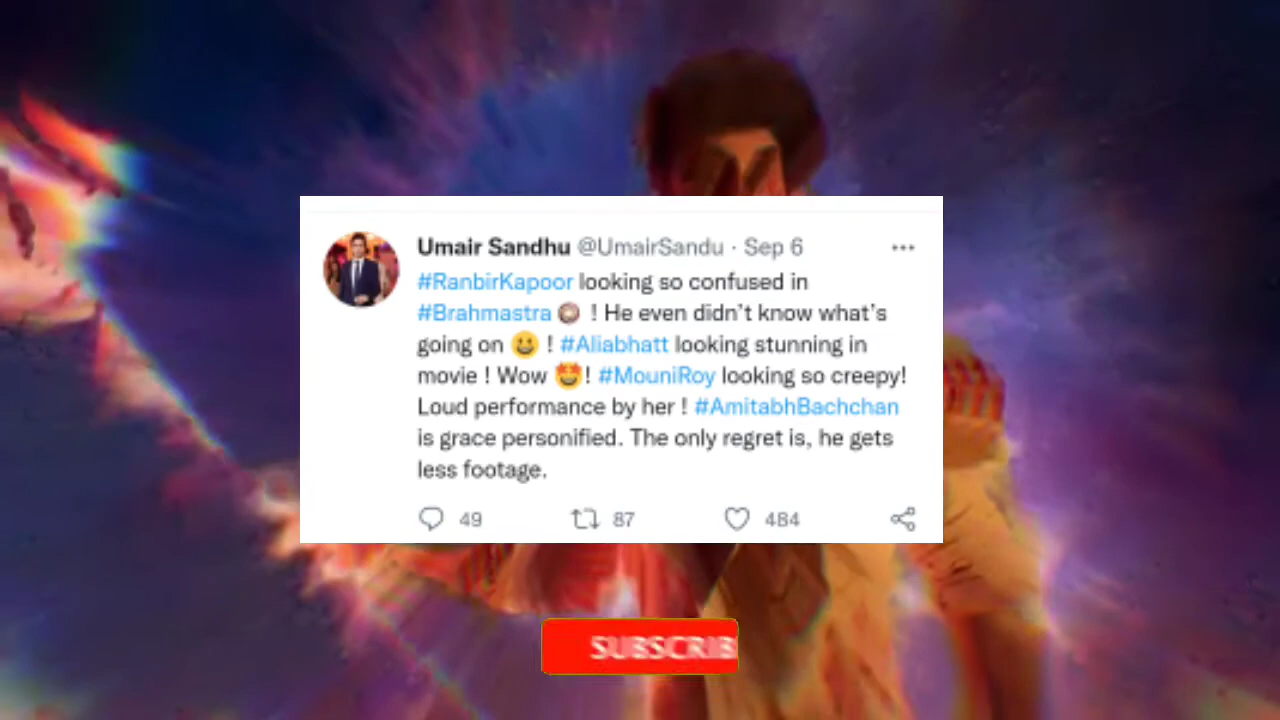 Umair Sandhu @UmairSandu · Sep 6
#RanbirKapoor looking so confused in
#Brahmastra ! He even didn't know what's
going on 😀 ! #Aliabhatt looking stunning in
movie ! Wow 🤩! #MouniRoy looking so creepy!
Loud performance by her ! #AmitabhBachchan
is grace personified. The only regret is, he gets
less footage.
49 87 484
SUBSCRIB